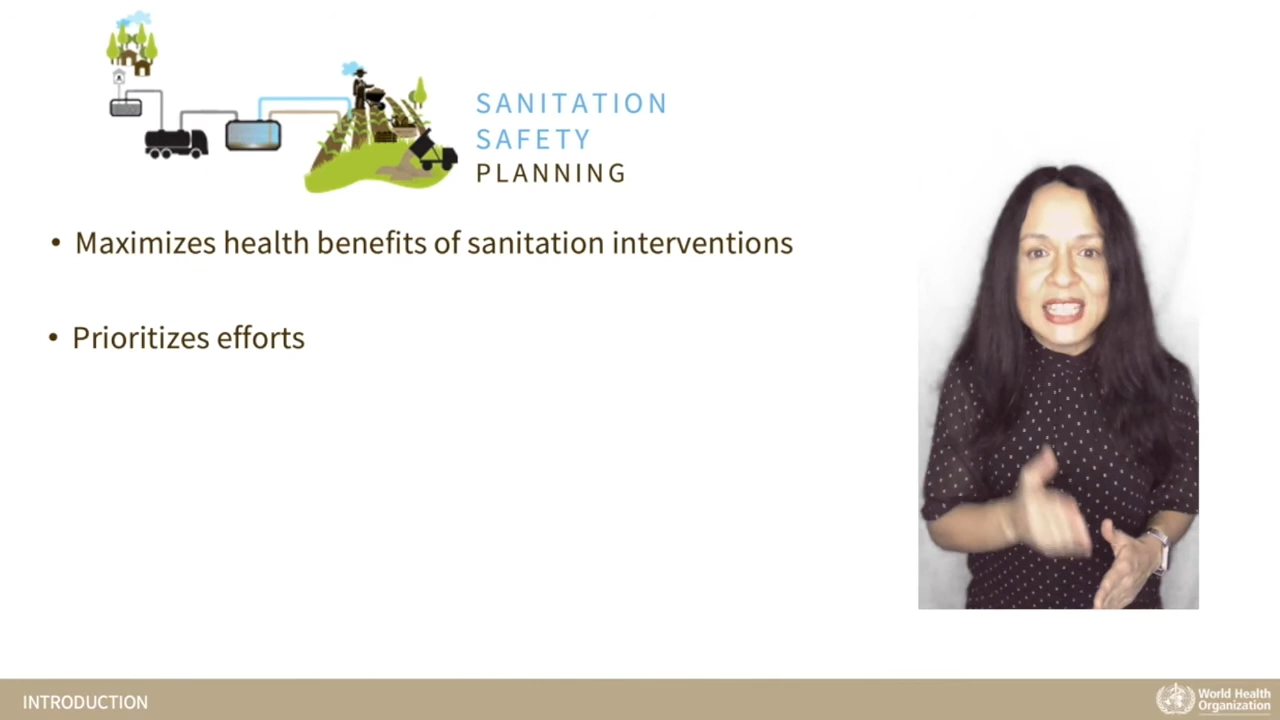 SANITATION
SAFETY
PLANNING
• Maximizes health benefits of sanitation interventions
• Prioritizes efforts
INTRODUCTION
World Health
Organization